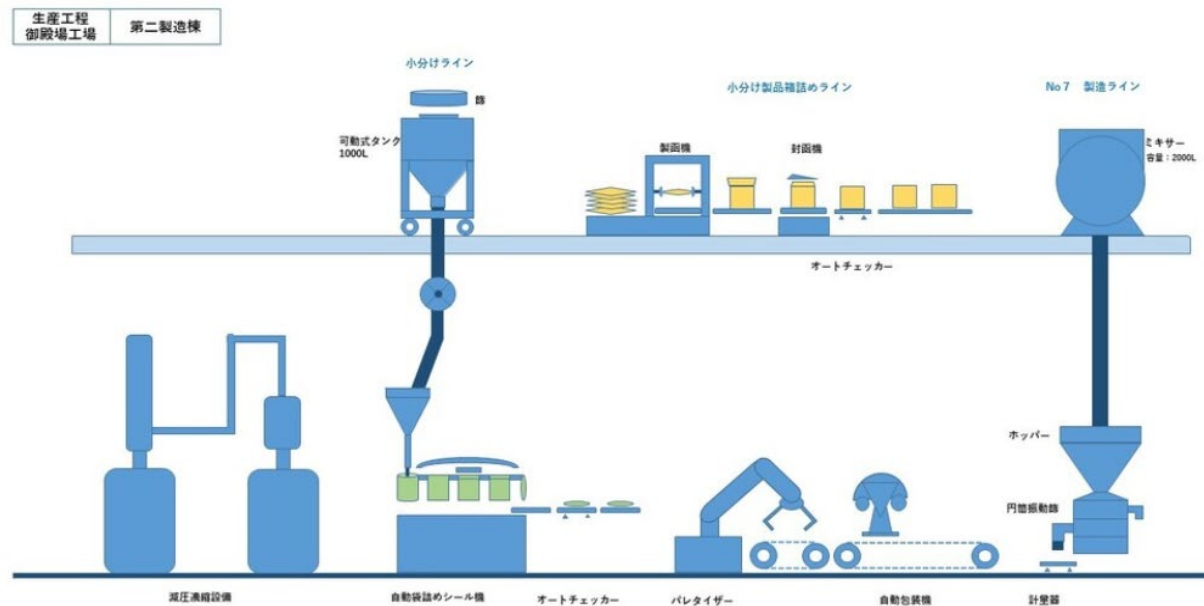 生産工程
御殿場工場
第二製造棟
小分けライン
篩
可動式タンク
1000L
小分け製品箱詰めライン
製函機
封函機
No 7 製造ライン
ミキサー
容量：2000L
オートチェッカー
ホッパー
円筒振動篩
減圧濃縮設備
自動袋詰めシール機
オートチェッカー
パレタイザー
自動包装機
計量器